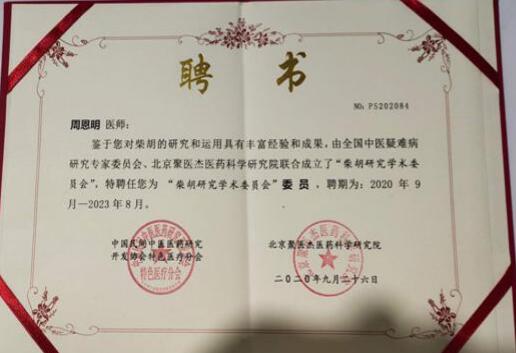 聘书
NO: PS202084
周恩明 医师:
鉴于您对柴胡的研究和运用具有丰富经验和成果,由全国中医疑难病
研究专家委员会、北京聚医杰医药科学研究院联合成立了“柴胡研究学术委
员会”,特聘任您为 “柴胡研究学术委员会” 委员 ,聘期为:2020 年 9
月—2023 年 8 月。
中国民间中医医药研究
开发协会特色医疗分会
北京聚医杰医药科学研究院
二〇二〇年九月二十六日
特色医疗分会